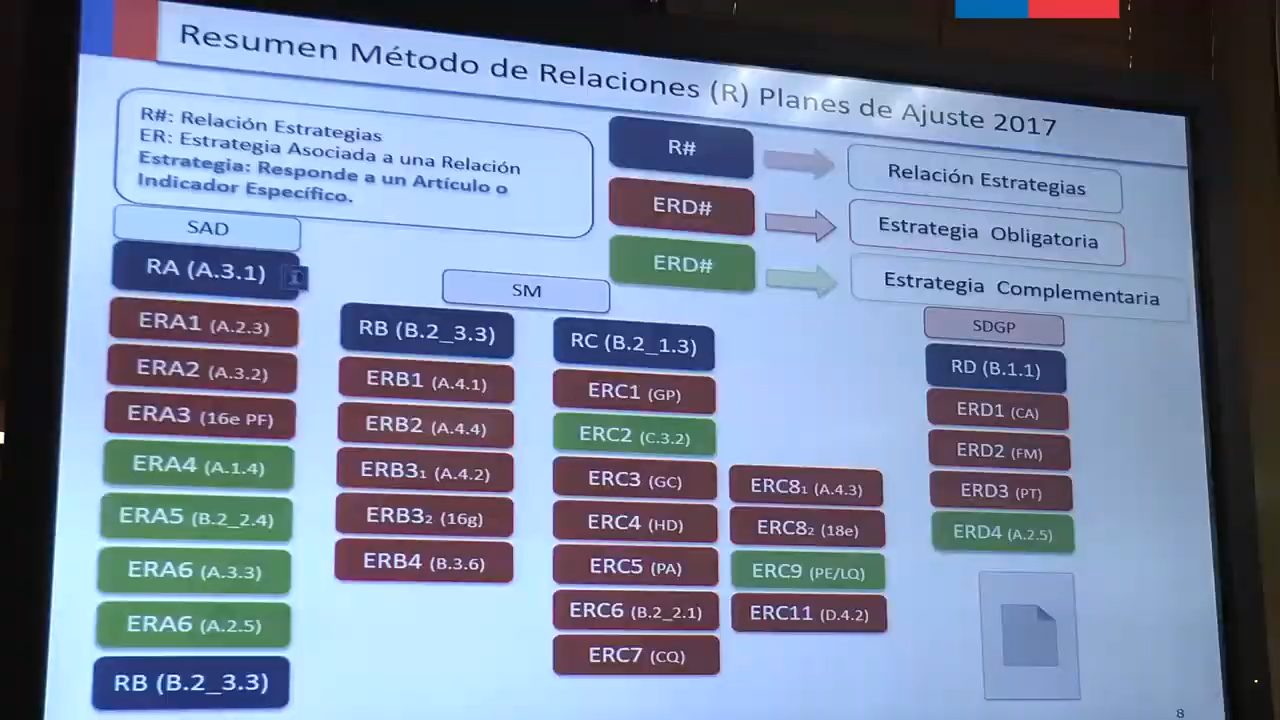 Resumen Método de Relaciones (R) Planes de Ajuste 2017
R#: Relación Estrategias
ER: Estrategia Asociada a una Relación
Estrategia: Responde a un Artículo o
Indicador Específico.
R#
Relación Estrategias
ERD#
Estrategia Obligatoria
ERD#
Estrategia Complementaria
SAD
RA (A.3.1)
ERA1 (A.2.3)
ERA2 (A.3.2)
ERA3 (16e PF)
ERA4 (A.1.4)
ERA5 (B.2_2.4)
ERA6 (A.3.3)
ERA6 (A.2.5)
RB (B.2_3.3)
SM
RB (B.2_3.3)
ERB1 (A.4.1)
ERB2 (A.4.4)
ERB3₁ (A.4.2)
ERB3₂ (16g)
ERB4 (B.3.6)
RC (B.2_1.3)
ERC1 (GP)
ERC2 (C.3.2)
ERC3 (GC)
ERC4 (HD)
ERC5 (PA)
ERC6 (B.2_2.1)
ERC7 (CQ)
ERC8₁ (A.4.3)
ERC8₂ (18e)
ERC9 (PE/LQ)
ERC11 (D.4.2)
SDGP
RD (B.1.1)
ERD1 (CA)
ERD2 (FM)
ERD3 (PT)
ERD4 (A.2.5)
8